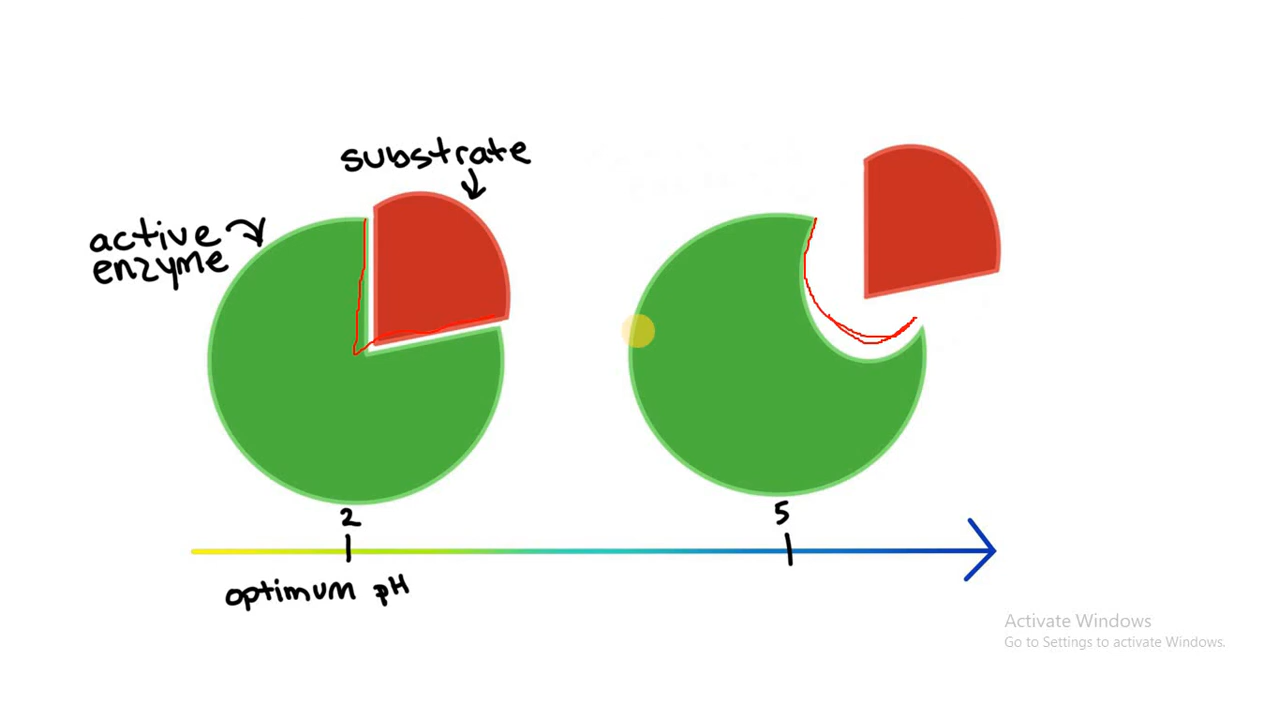 substrate
active
enzyme
2
5
optimum pH
Activate Windows
Go to Settings to activate Windows.